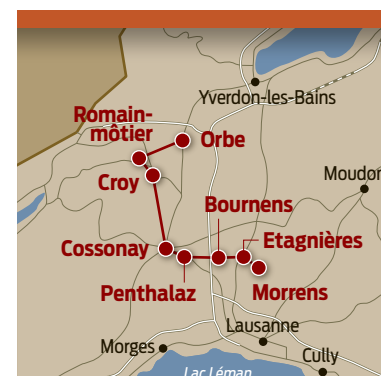 Yverdon-les-Bains
Romain-
môtier
Orbe
Croy
Moudon
Bournens
Cossonay
Etagnières
Penthalaz
Morrens
Lausanne
Morges
Cully
Lac Léman